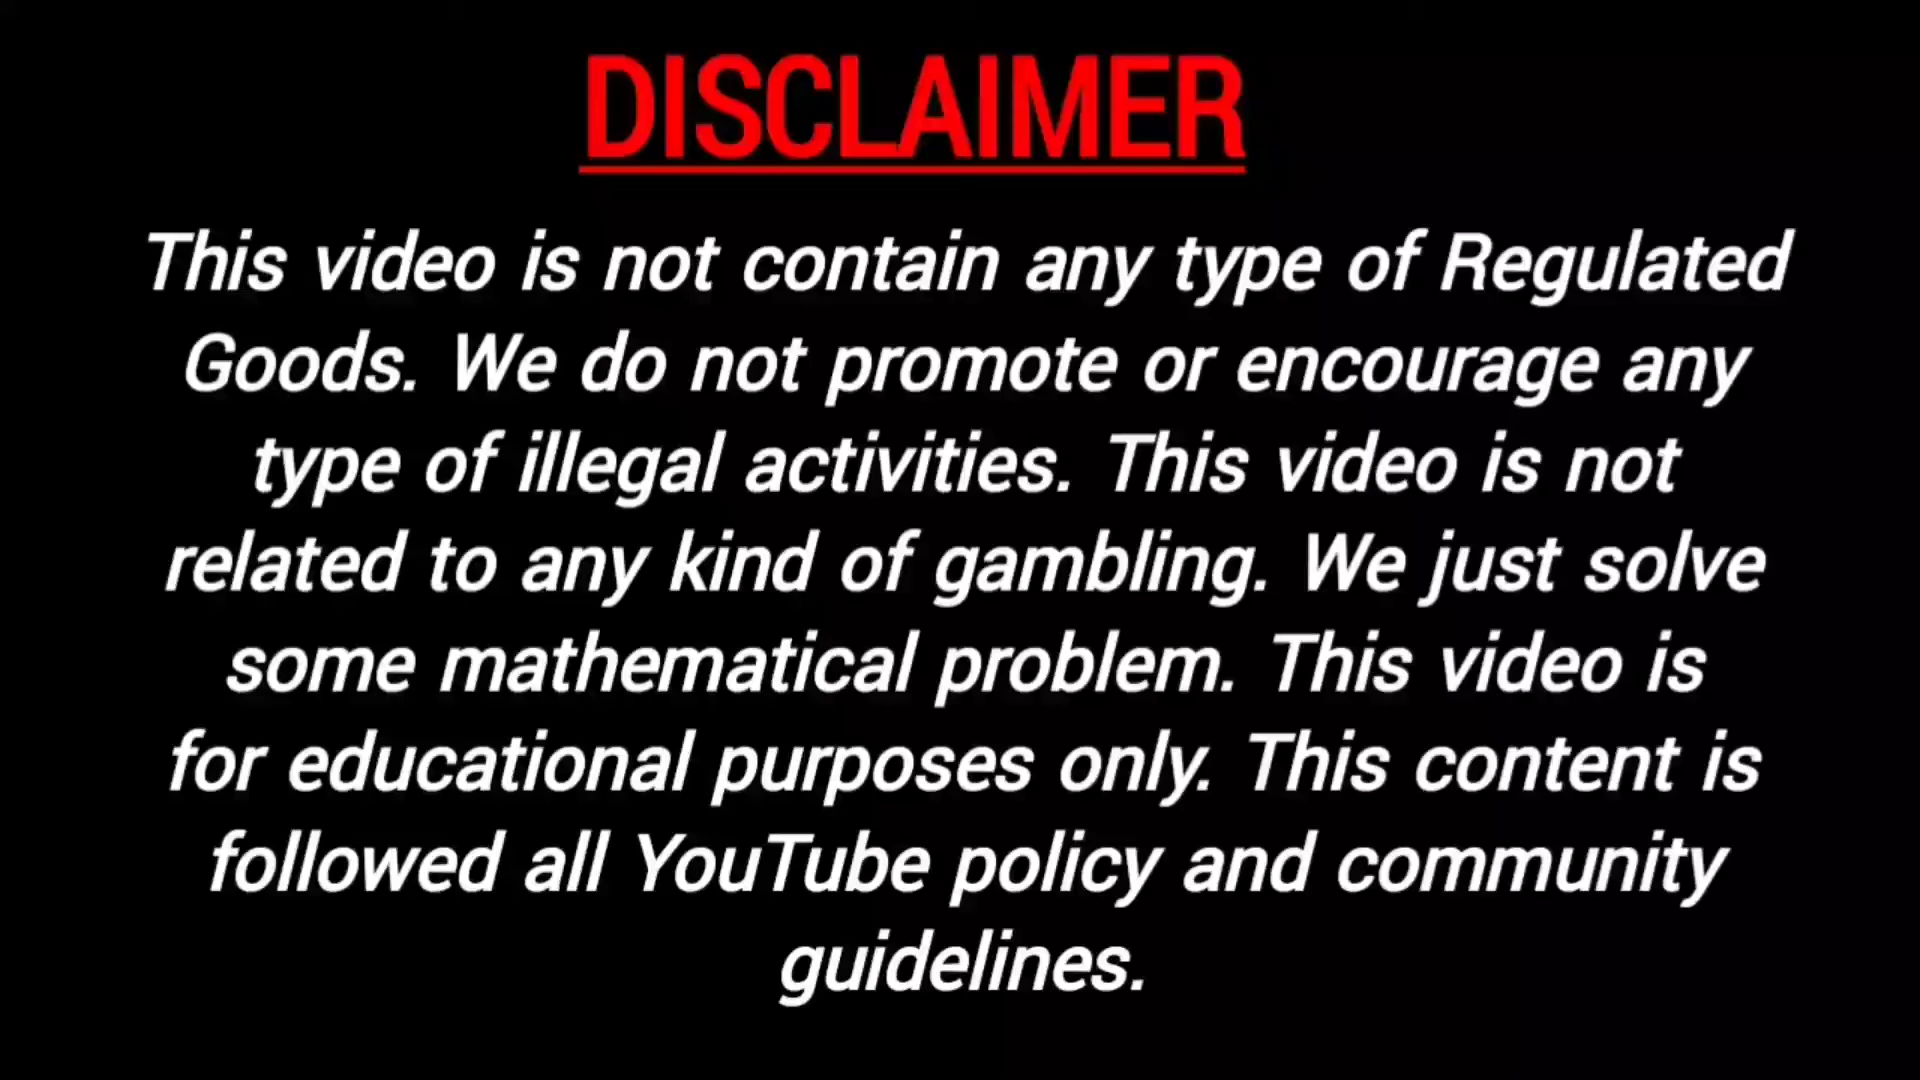 DISCLAIMER
This video is not contain any type of Regulated
Goods. We do not promote or encourage any
type of illegal activities. This video is not
related to any kind of gambling. We just solve
some mathematical problem. This video is
for educational purposes only. This content is
followed all YouTube policy and community
guidelines.